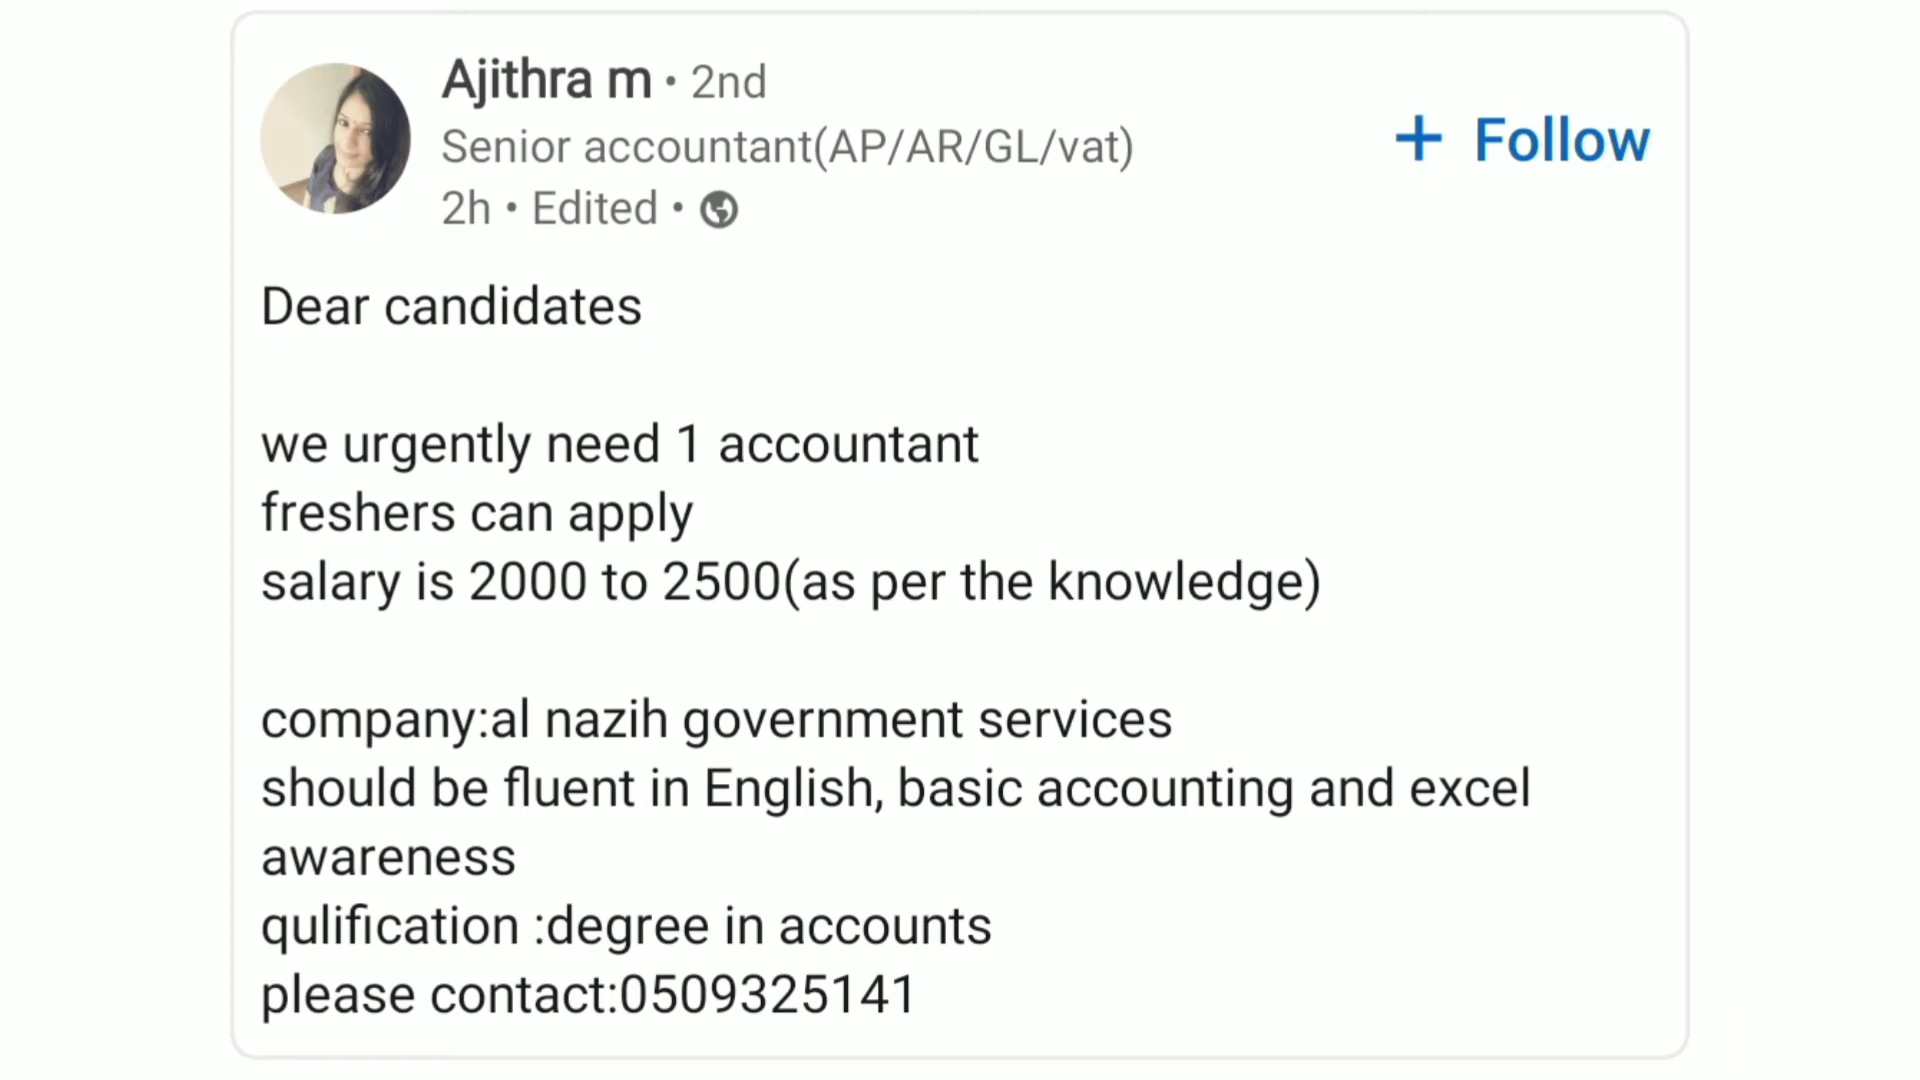 Ajithra m • 2nd
Senior accountant(AP/AR/GL/vat)
2h • Edited •
+ Follow
Dear candidates
we urgently need 1 accountant
freshers can apply
salary is 2000 to 2500(as per the knowledge)
company:al nazih government services
should be fluent in English, basic accounting and excel
awareness
qulification :degree in accounts
please contact:0509325141